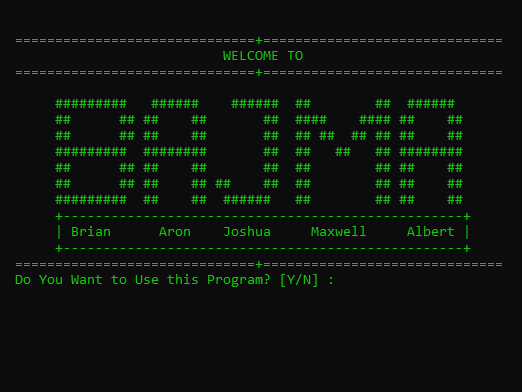 ==============================+==============================
WELCOME TO
==============================+==============================
#########   ######    ######  ##        ##  ######
##      ## ##    ##       ##  ####    #### ##    ##
##      ## ##    ##       ##  ## ##  ## ## ##    ##
#########  ########       ##  ##   ##   ## ########
##      ## ##    ##       ##  ##        ## ##    ##
##      ## ##    ## ##    ##  ##        ## ##    ##
#########  ##    ##  ######   ##        ## ##    ##
+--------------------------------------------------+
| Brian      Aron    Joshua     Maxwell     Albert |
+--------------------------------------------------+
==============================+==============================
Do You Want to Use this Program? [Y/N] :